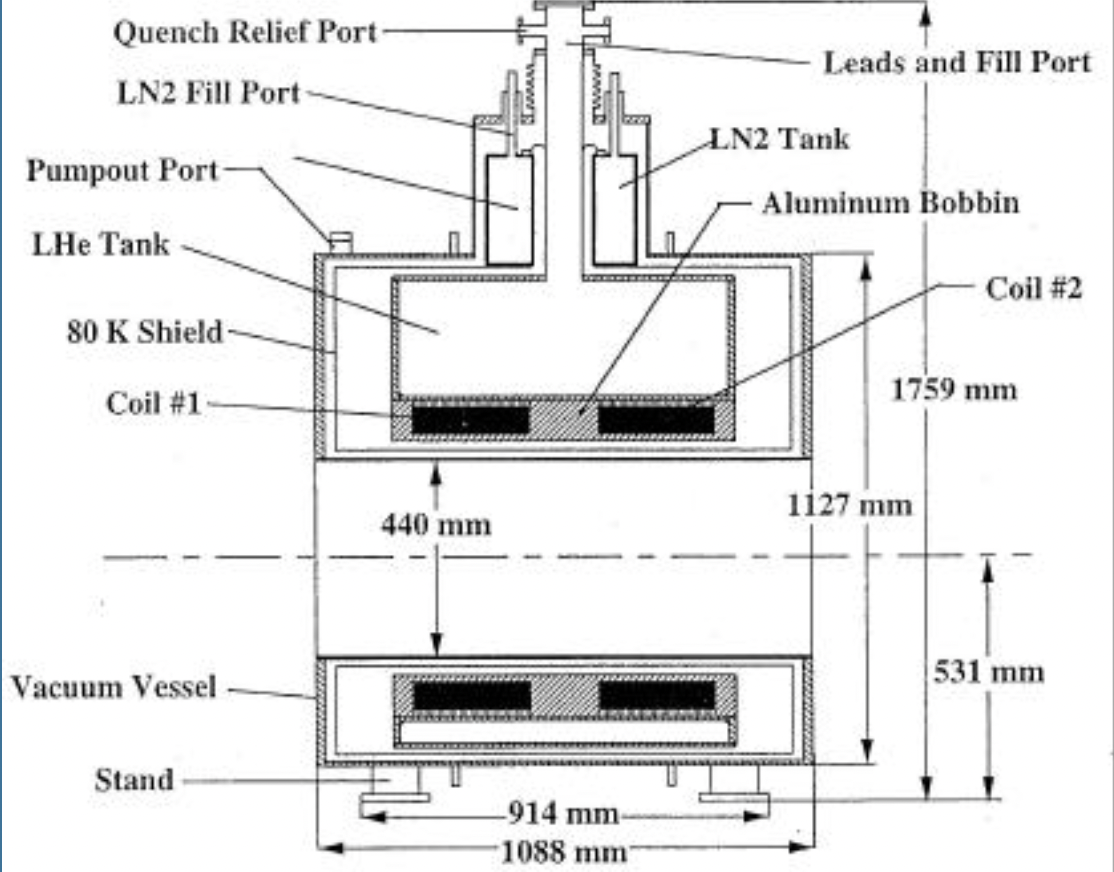 Quench Relief Port
Leads and Fill Port
LN2 Fill Port
LN2 Tank
Pumpout Port
Aluminum Bobbin
LHe Tank
Coil #2
80 K Shield
1759 mm
Coil #1
1127 mm
440 mm
531 mm
Vacuum Vessel
Stand
914 mm
1088 mm